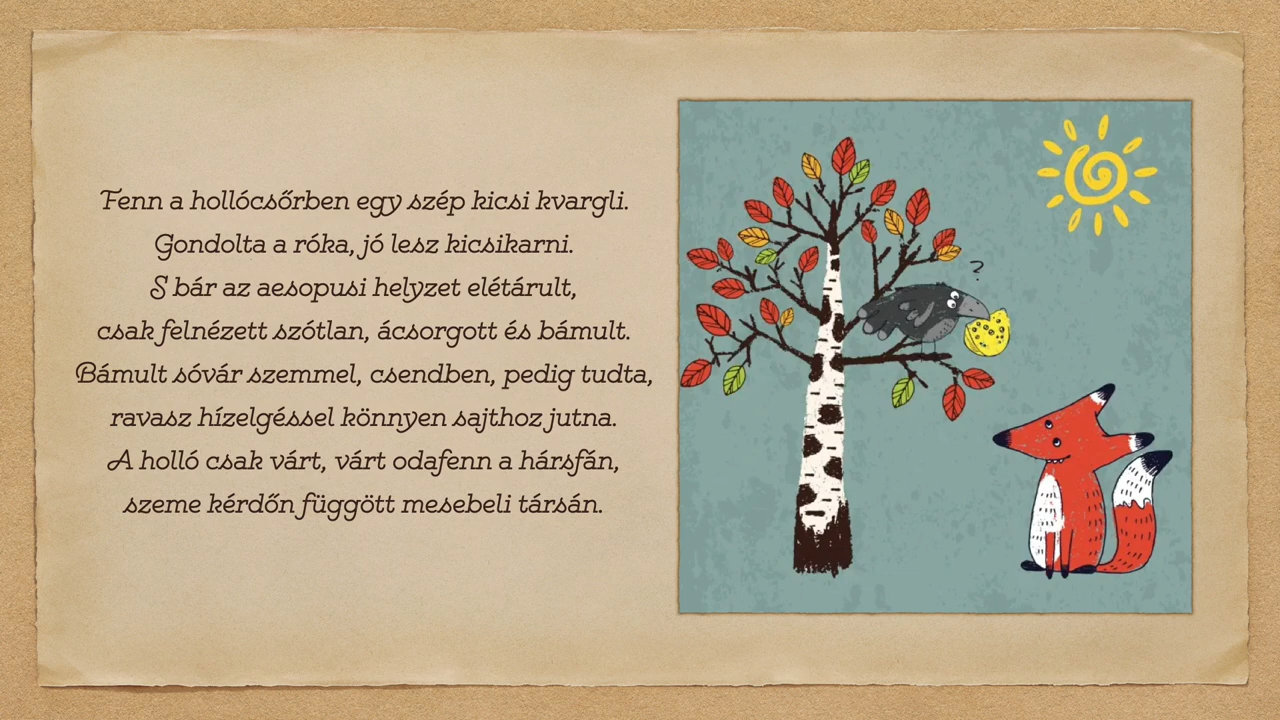 Fenn a hollócsőrben egy szép kicsi kvargli.
Gondolta a róka, jó lesz kicsikarni.
S bár az aesopusi helyzet elétárult,
csak felnézett szótlan, ácsorgott és bámult.
Bámult sóvár szemmel, csendben, pedig tudta,
ravasz hízelgéssel könnyen sajthoz jutna.
A holló csak várt, várt odafenn a hársfán,
szeme kérdőn függött mesebeli társán.
?